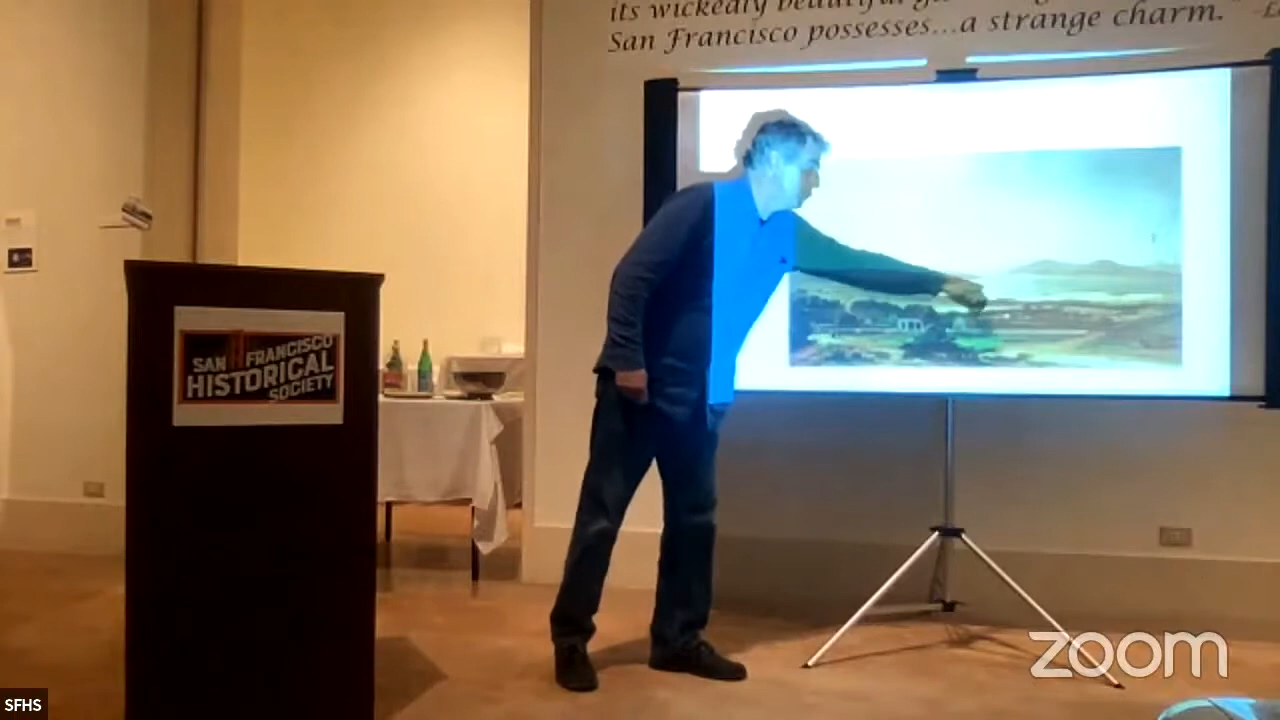 its wickedly beautiful
San Francisco possesses...a strange charm.
SAN FRANCISCO
HISTORICAL
SOCIETY
zoom
SFHS